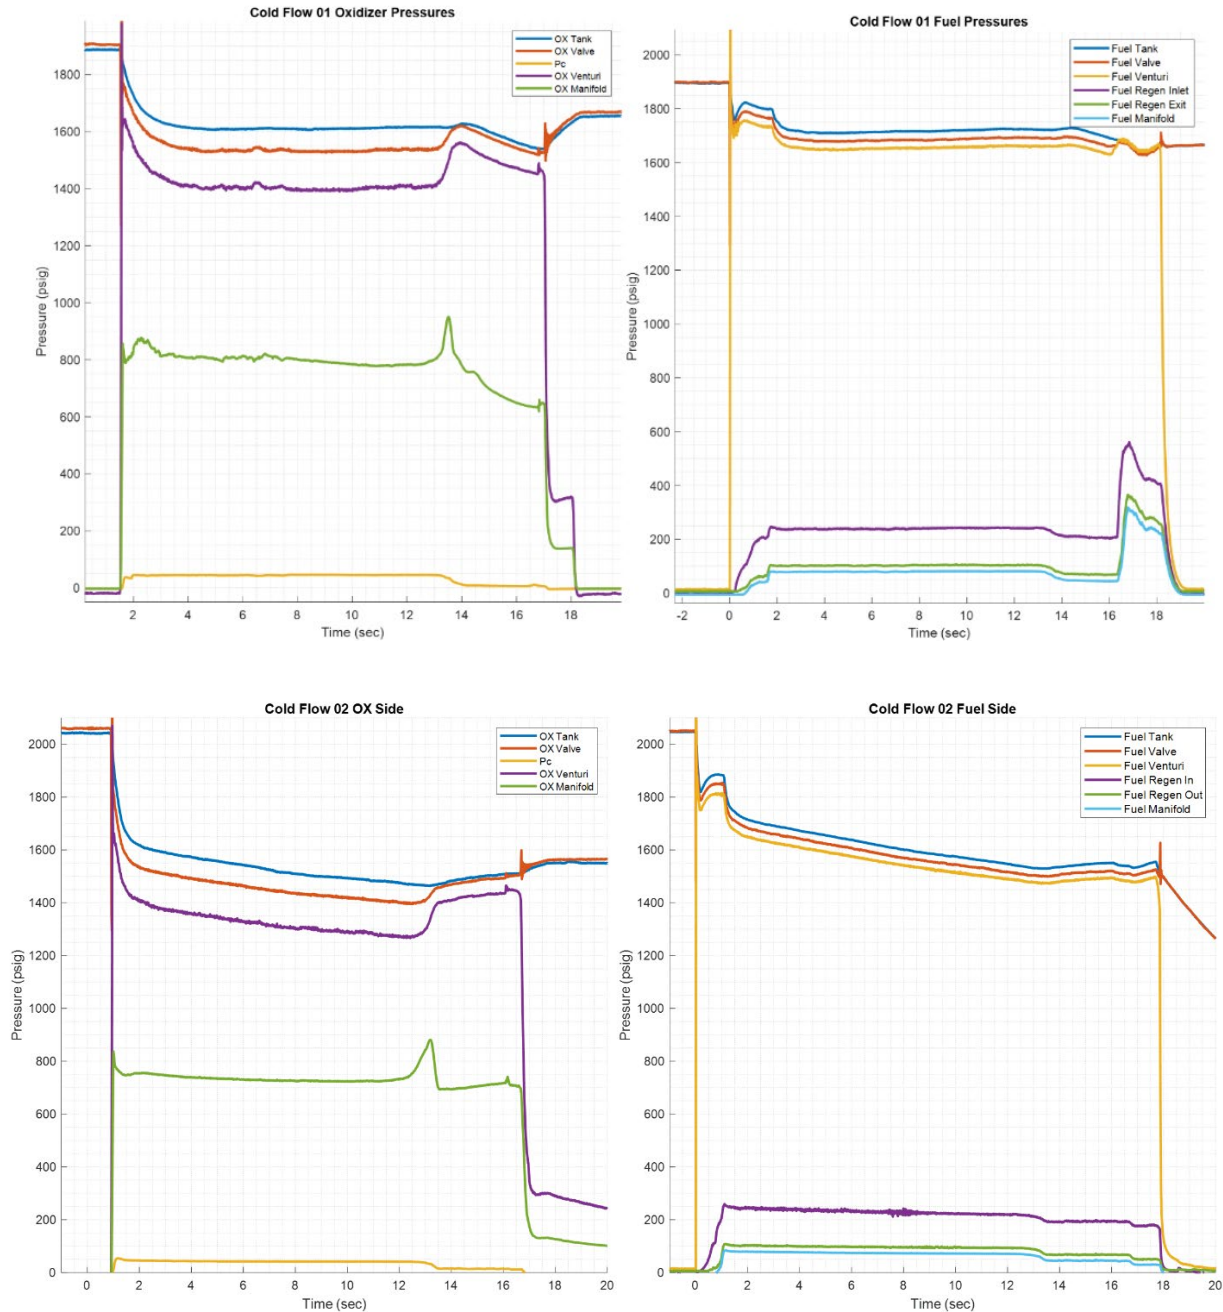 Cold Flow 01 Oxidizer Pressures
OX Tank
OX Valve
Pc
OX Venturi
OX Manifold
1800
1600
1400
1200
1000
800
600
400
200
0
Pressure (psig)
2 4 6 8 10 12 14 16 18
Time (sec)
Cold Flow 01 Fuel Pressures
Fuel Tank
Fuel Valve
Fuel Venturi
Fuel Regen Inlet
Fuel Regen Exit
Fuel Manifold
2000
1800
1600
1400
1200
1000
800
600
400
200
0
Pressure (psig)
-2 0 2 4 6 8 10 12 14 16 18
Time (sec)
Cold Flow 02 OX Side
OX Tank
OX Valve
Pc
OX Venturi
OX Manifold
2000
1800
1600
1400
1200
1000
800
600
400
200
0
Pressure (psig)
0 2 4 6 8 10 12 14 16 18 20
Time (sec)
Cold Flow 02 Fuel Side
Fuel Tank
Fuel Valve
Fuel Venturi
Fuel Regen In
Fuel Regen Out
Fuel Manifold
2000
1800
1600
1400
1200
1000
800
600
400
200
0
Pressure (psig)
0 2 4 6 8 10 12 14 16 18 20
Time (sec)